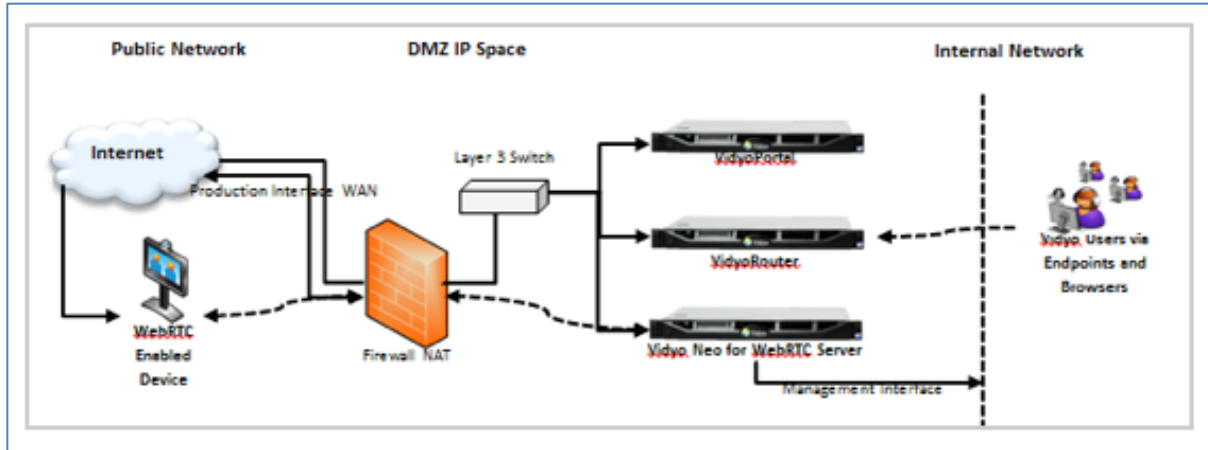 Public Network
DMZ IP Space
Internal Network
Internet
Layer 3 Switch
VidyoPortal
Production Interface WAN
VidyoRouter
Vidyo Users via
Endpoints and
Browsers
WebRTC
Enabled
Device
Firewall NAT
Vidyo Neo for WebRTC Server
Management Interface